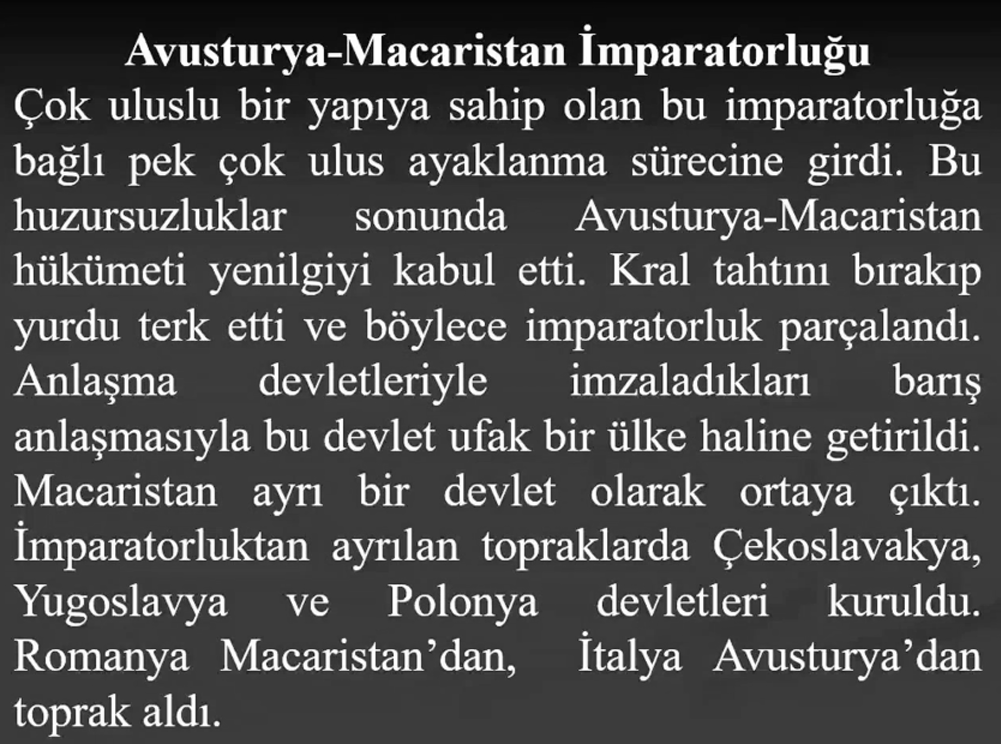 Avusturya-Macaristan İmparatorluğu
Çok uluslu bir yapıya sahip olan bu imparatorluğa
bağlı pek çok ulus ayaklanma sürecine girdi. Bu
huzursuzluklar sonunda Avusturya-Macaristan
hükümeti yenilgiyi kabul etti. Kral tahtını bırakıp
yurdu terk etti ve böylece imparatorluk parçalandı.
Anlaşma devletleriyle imzaladıkları barış
anlaşmasıyla bu devlet ufak bir ülke haline getirildi.
Macaristan ayrı bir devlet olarak ortaya çıktı.
İmparatorluktan ayrılan topraklarda Çekoslavakya,
Yugoslavya ve Polonya devletleri kuruldu.
Romanya Macaristan’dan, İtalya Avusturya’dan
toprak aldı.